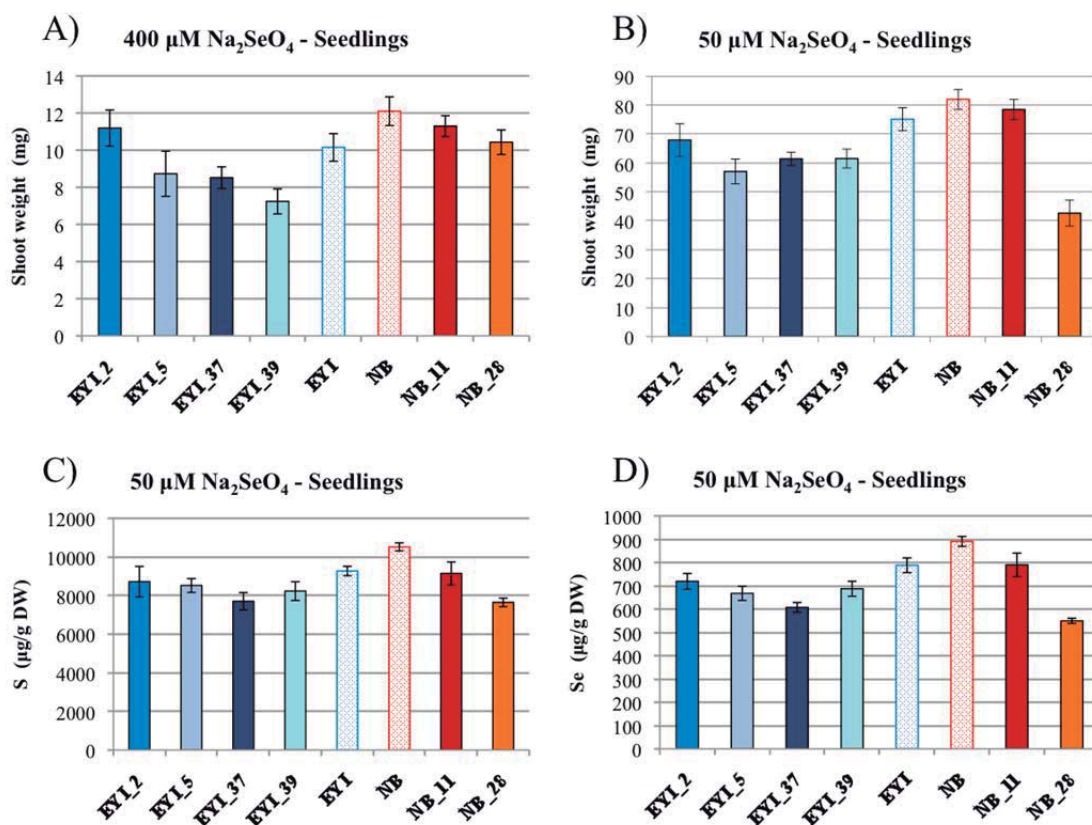 A)
400 µM Na₂SeO₄ - Seedlings
Shoot weight (mg)
14
12
10
8
6
4
2
0
EYI_2
EYI_5
EYI_37
EYI_39
EYI
NB
NB_11
NB_28
B)
50 µM Na₂SeO₄ - Seedlings
Shoot weight (mg)
90
80
70
60
50
40
30
20
10
0
EYI_2
EYI_5
EYI_37
EYI_39
EYI
NB
NB_11
NB_28
C)
50 µM Na₂SeO₄ - Seedlings
S (µg/g DW)
12000
10000
8000
6000
4000
2000
0
EYI_2
EYI_5
EYI_37
EYI_39
EYI
NB
NB_11
NB_28
D)
50 µM Na₂SeO₄ - Seedlings
Se (µg/g DW)
1000
900
800
700
600
500
400
300
200
100
0
EYI_2
EYI_5
EYI_37
EYI_39
EYI
NB
NB_11
NB_28